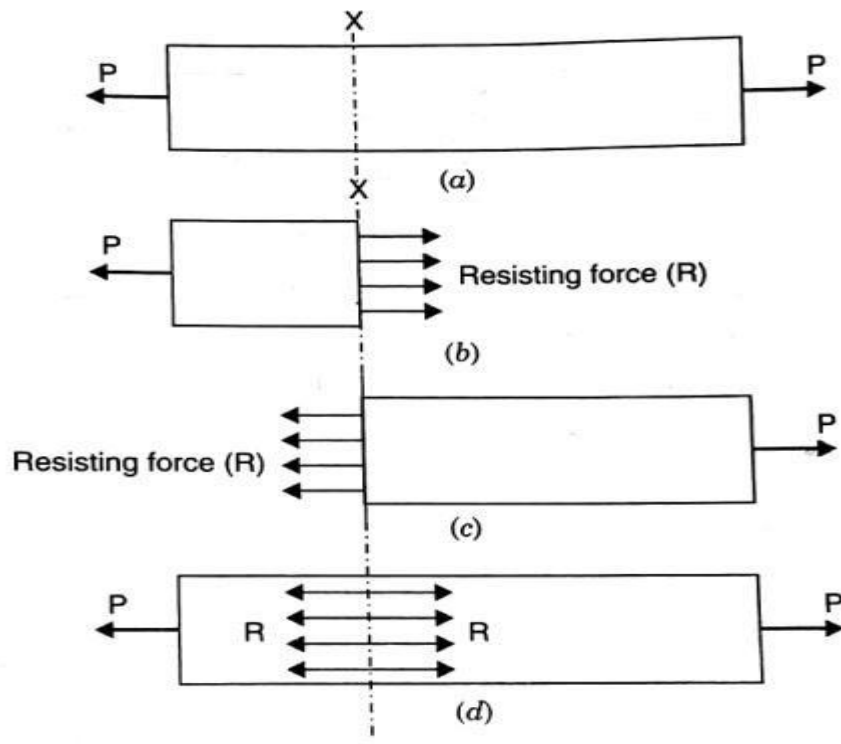 X
P P
(a)
X
P
Resisting force (R)
(b)
P
Resisting force (R)
(c)
P P
R R
(d)